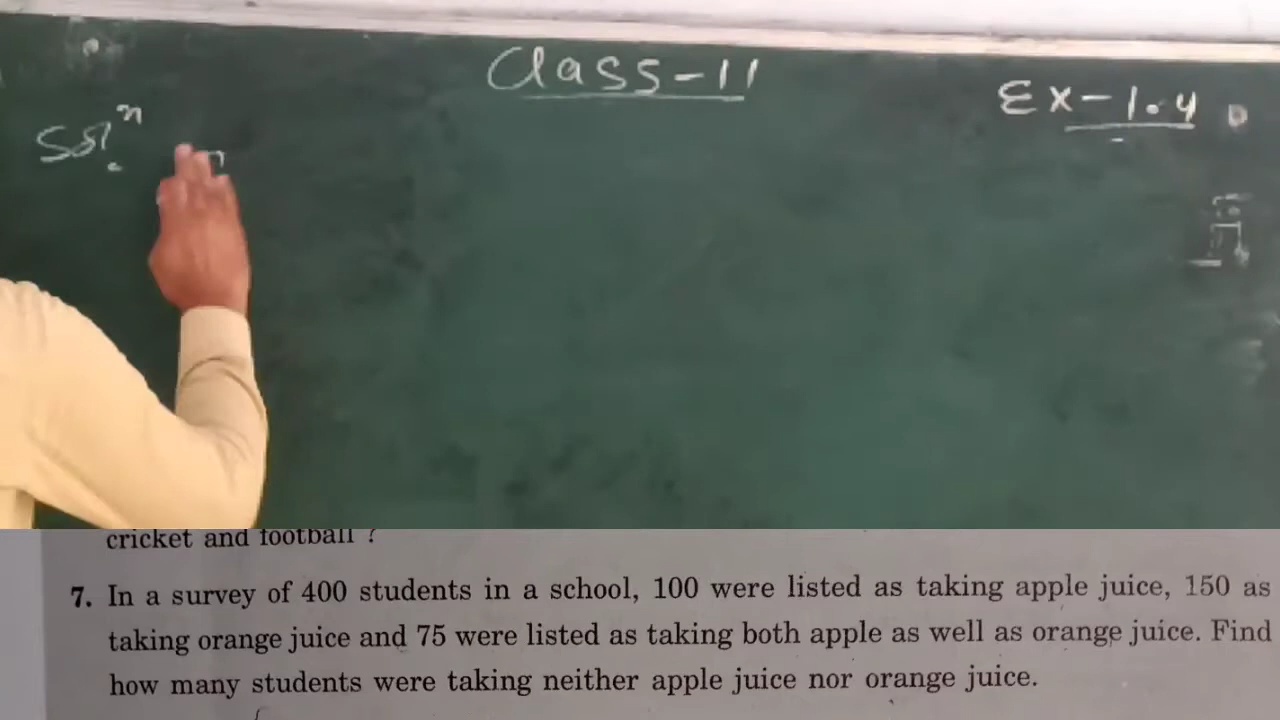 Class-11
Ex-1.4
Sol n
cricket and football ?
7. In a survey of 400 students in a school, 100 were listed as taking apple juice, 150 as
taking orange juice and 75 were listed as taking both apple as well as orange juice. Find
how many students were taking neither apple juice nor orange juice.